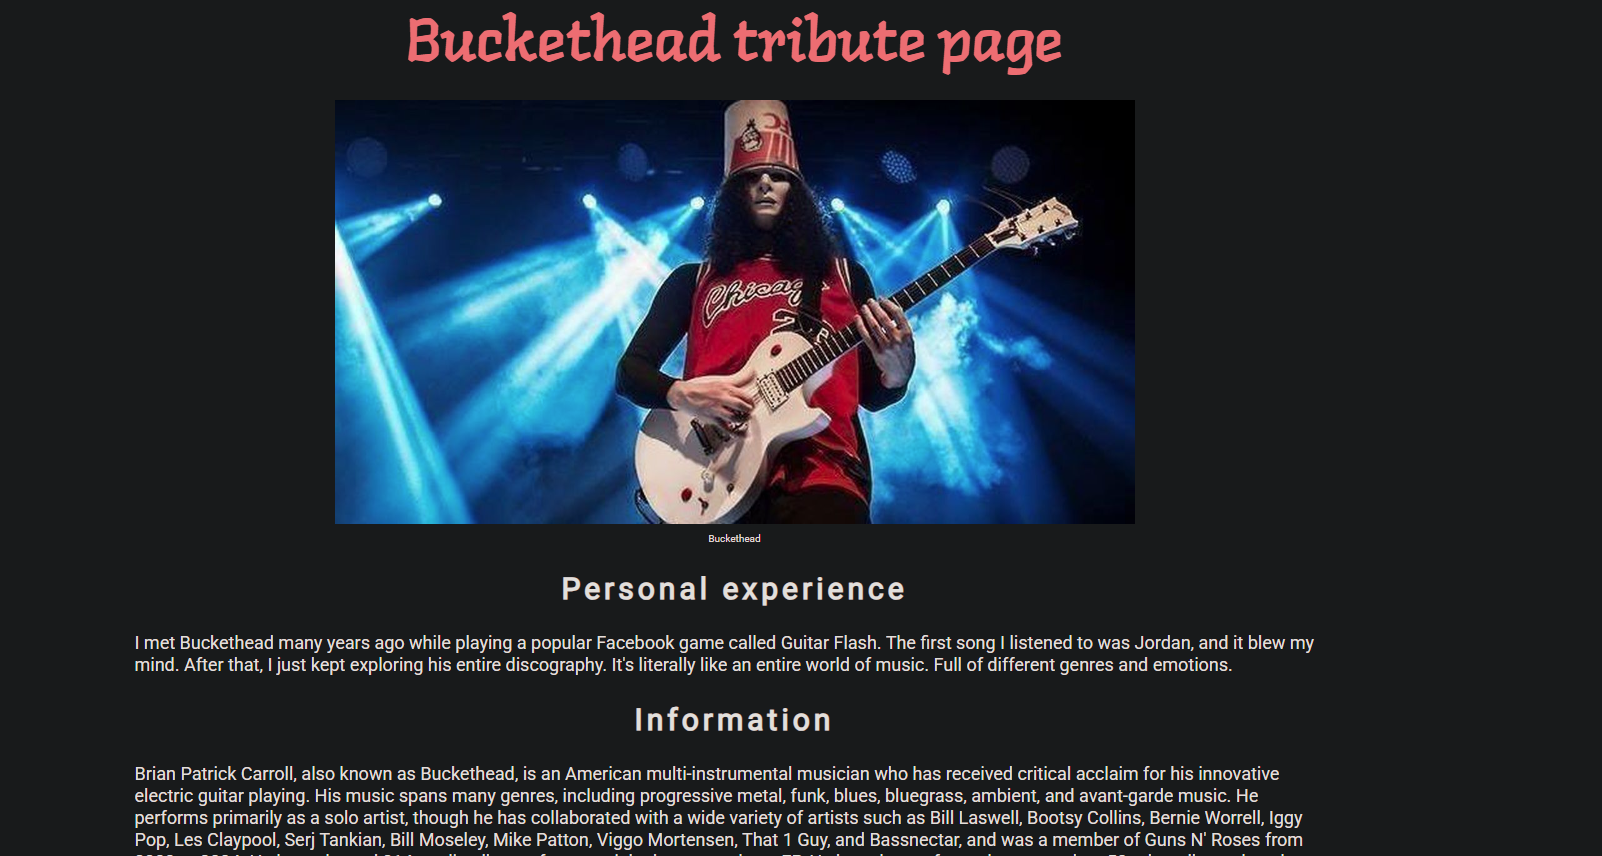 Buckethead tribute page
Chicago
Buckethead
Personal experience
I met Buckethead many years ago while playing a popular Facebook game called Guitar Flash. The first song I listened to was Jordan, and it blew my
mind. After that, I just kept exploring his entire discography. It's literally like an entire world of music. Full of different genres and emotions.
Information
Brian Patrick Carroll, also known as Buckethead, is an American multi-instrumental musician who has received critical acclaim for his innovative
electric guitar playing. His music spans many genres, including progressive metal, funk, blues, bluegrass, ambient, and avant-garde music. He
performs primarily as a solo artist, though he has collaborated with a wide variety of artists such as Bill Laswell, Bootsy Collins, Bernie Worrell, Iggy
Pop, Les Claypool, Serj Tankian, Bill Moseley, Mike Patton, Viggo Mortensen, That 1 Guy, and Bassnectar, and was a member of Guns N' Roses from